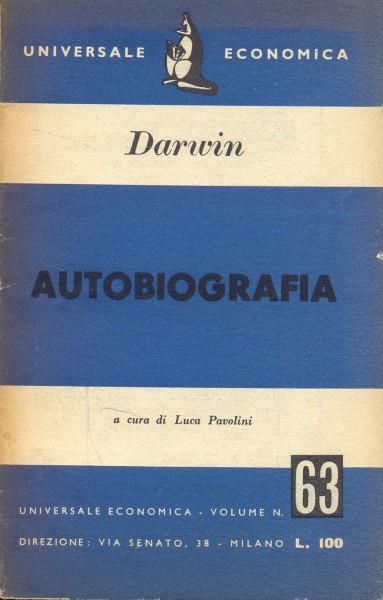 UNIVERSALE ECONOMICA
Darwin
AUTOBIOGRAFIA
a cura di Luca Pavolini
UNIVERSALE ECONOMICA - VOLUME N. 63
DIREZIONE: VIA SENATO, 38 - MILANO L. 100